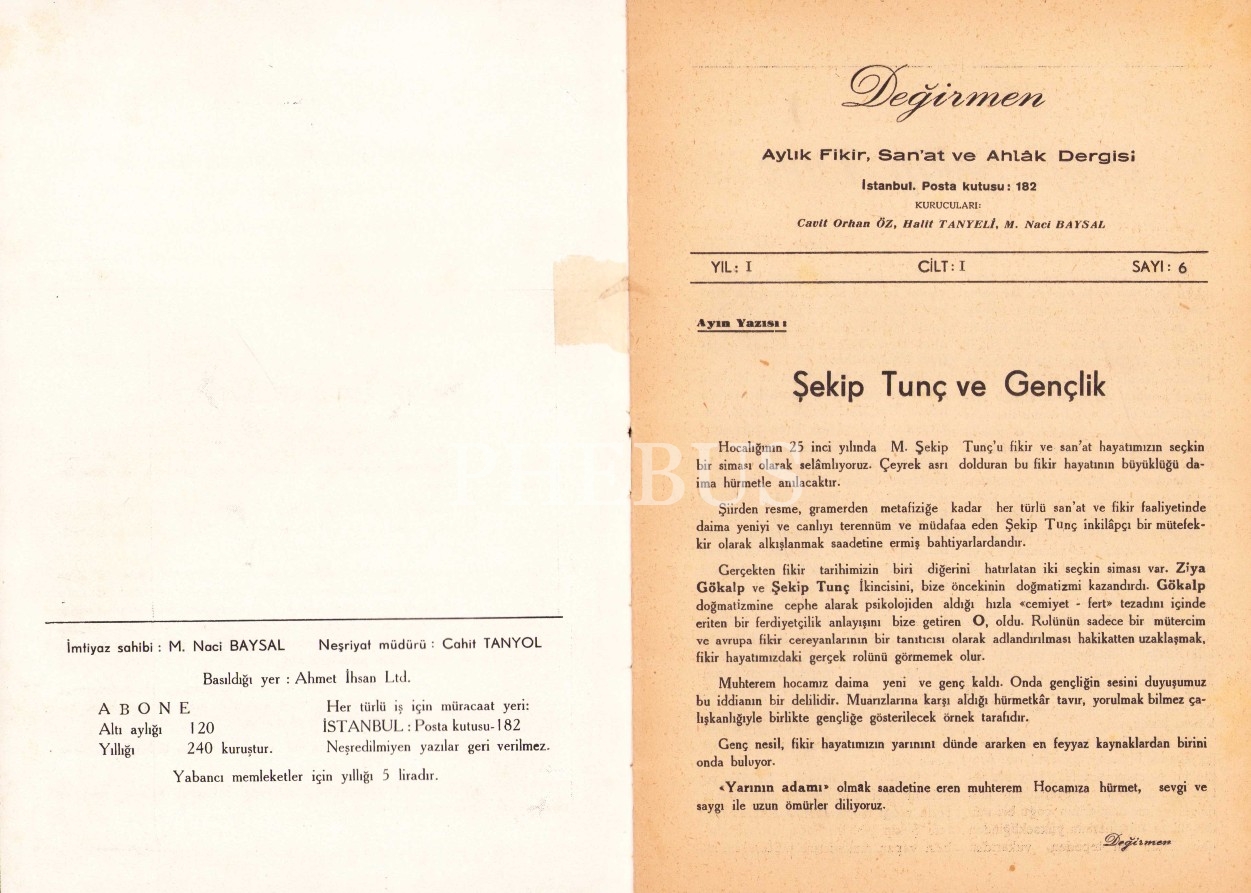 İmtiyaz sahibi : M. Naci BAYSAL Neşriyat müdürü : Cahit TANYOL
Basıldığı yer : Ahmet İhsan Ltd.
ABONE
Altı aylığı 120
Yıllığı 240 kuruştur.
Her türlü iş için müracaat yeri:
İSTANBUL : Posta kutusu-182
Neşredilmiyen yazılar geri verilmez.
Yabancı memleketler için yıllığı 5 liradır.
Değirmen
Aylık Fikir, San'at ve Ahlâk Dergisi
İstanbul. Posta kutusu: 182
KURUCULARI:
Cavit Orhan ÖZ, Halit TANYELİ, M. Naci BAYSAL
YIL: I CİLT: I SAYI: 6
Ayın Yazısı:
Şekip Tunç ve Gençlik
Hocalığının 25 inci yılında M. Şekip Tunç'u fikir ve san'at hayatımızın seçkin
bir siması olarak selâmlıyoruz. Çeyrek asrı dolduran bu fikir hayatının büyüklüğü da-
ima hürmetle anılacaktır.
Şiirden resme, gramerden metafiziğe kadar her türlü san'at ve fikir faaliyetinde
daima yeniyi ve canlıyı terennüm ve müdafaa eden Şekip Tunç inkilâpçı bir mütefek-
kir olarak alkışlanmak saadetine ermiş bahtiyarlardandır.
Gerçekten fikir tarihimizin biri diğerini hatırlatan iki seçkin siması var. Ziya
Gökalp ve Şekip Tunç İkincisini, bize öncekinin doğmatizmi kazandırdı. Gökalp
doğmatizmine cephe alarak psikolojiden aldığı hızla «cemiyet - fert» tezadını içinde
eriten bir ferdiyetçilik anlayışını bize getiren O, oldu. Rolünün sadece bir mütercim
ve avrupa fikir cereyanlarının bir tanıtıcısı olarak adlandırılması hakikatten uzaklaşmak,
fikir hayatımızdaki gerçek rolünü görmemek olur.
Muhterem hocamız daima yeni ve genç kaldı. Onda gençliğin sesini duyuşumuz
bu iddianın bir delilidir. Muarızlarına karşı aldığı hürmetkâr tavır, yorulmak bilmez ça-
lışkanlığiyle birlikte gençliğe gösterilecek örnek tarafıdır.
Genç nesil, fikir hayatımızın yarınını dünde ararken en feyyaz kaynaklardan birini
onda buluyor.
«Yarının adamı» olmak saadetine eren muhterem Hocamıza hürmet, sevgi ve
saygı ile uzun ömürler diliyoruz.
Değirmen
PHEBUS